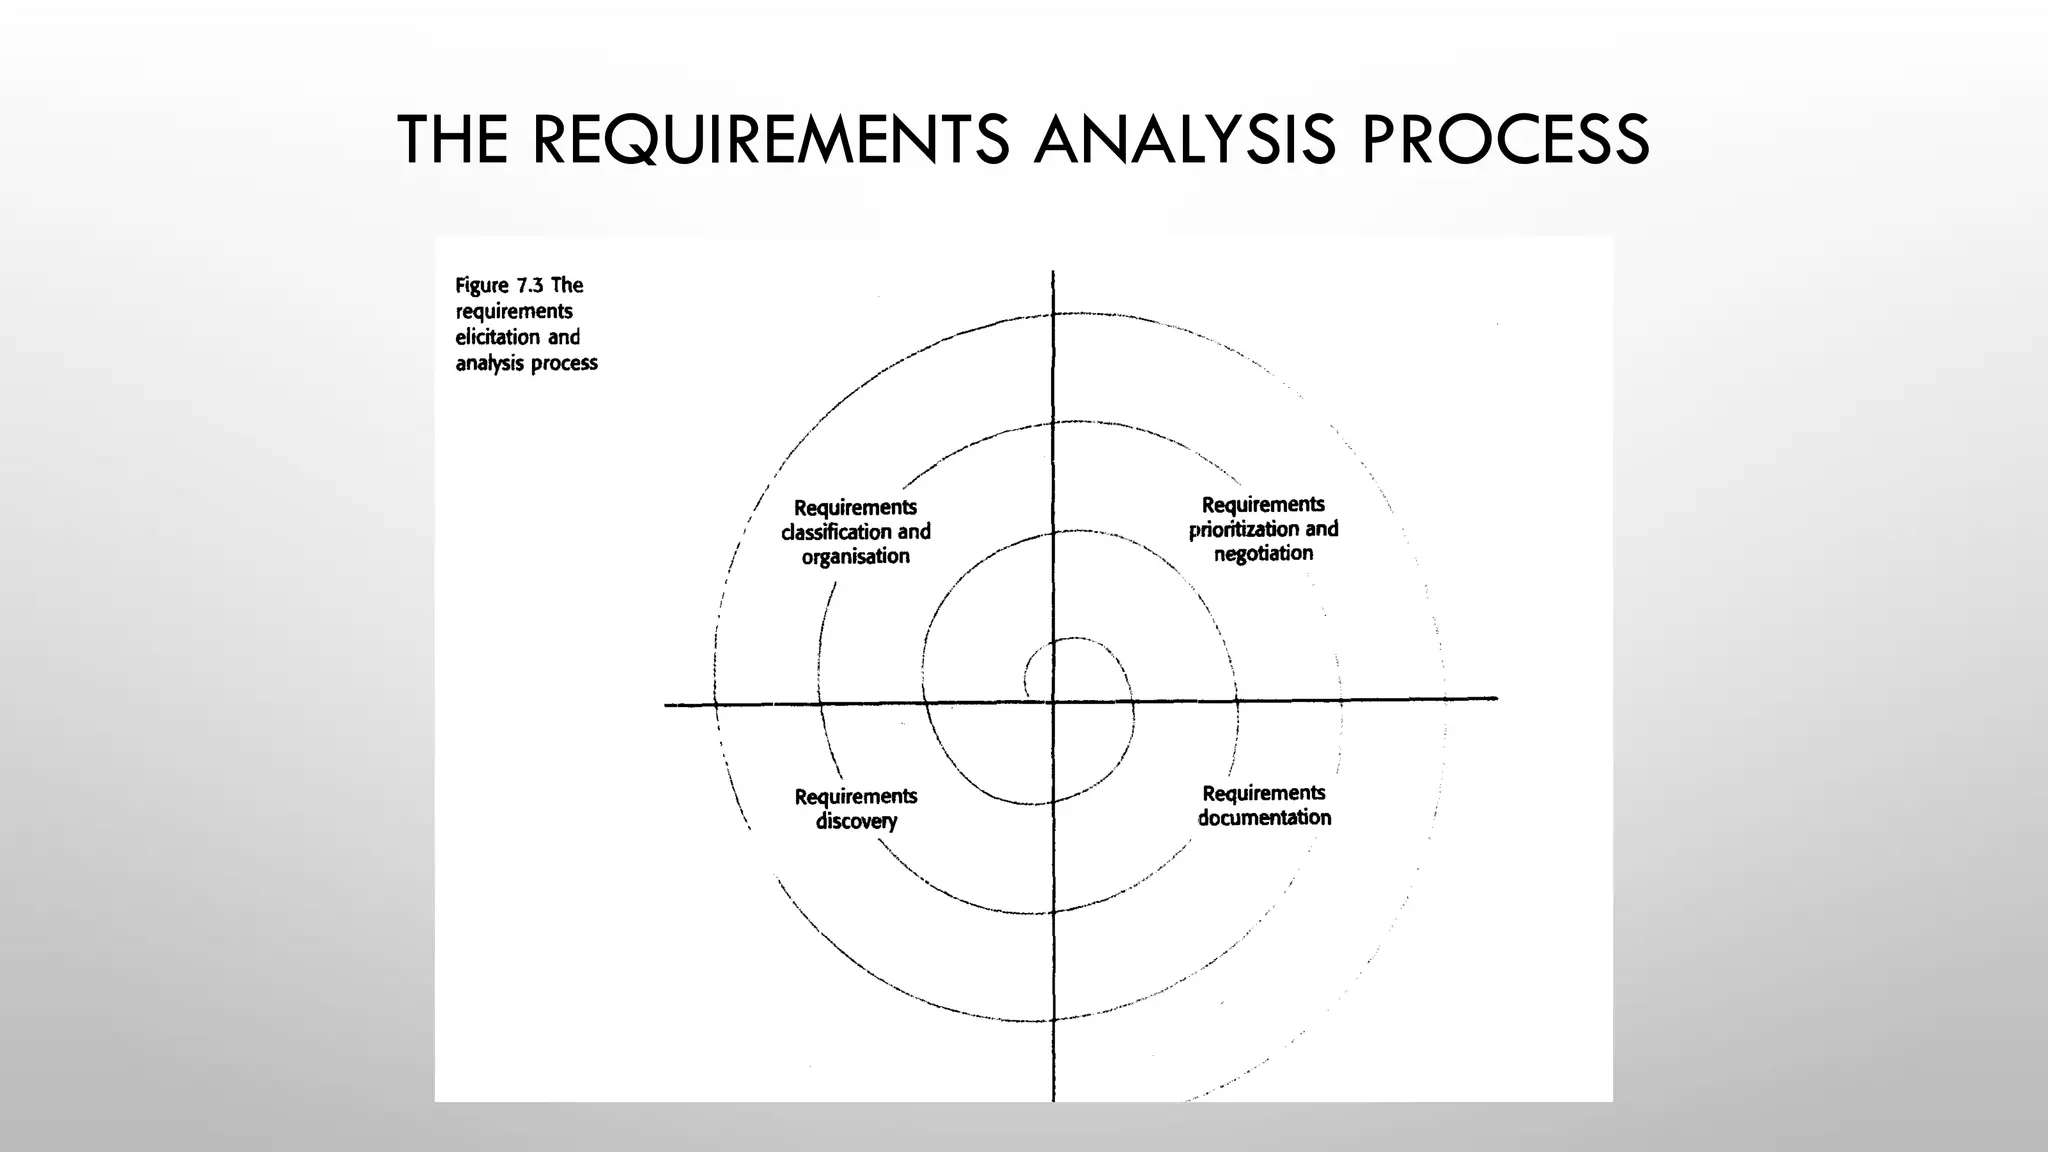 THE REQUIREMENTS ANALYSIS PROCESS
Figure 7.3 The
requirements
elicitation and
analysis process
Requirements
classification and
organisation
Requirements
prioritization and
negotiation
Requirements
discovery
Requirements
documentation